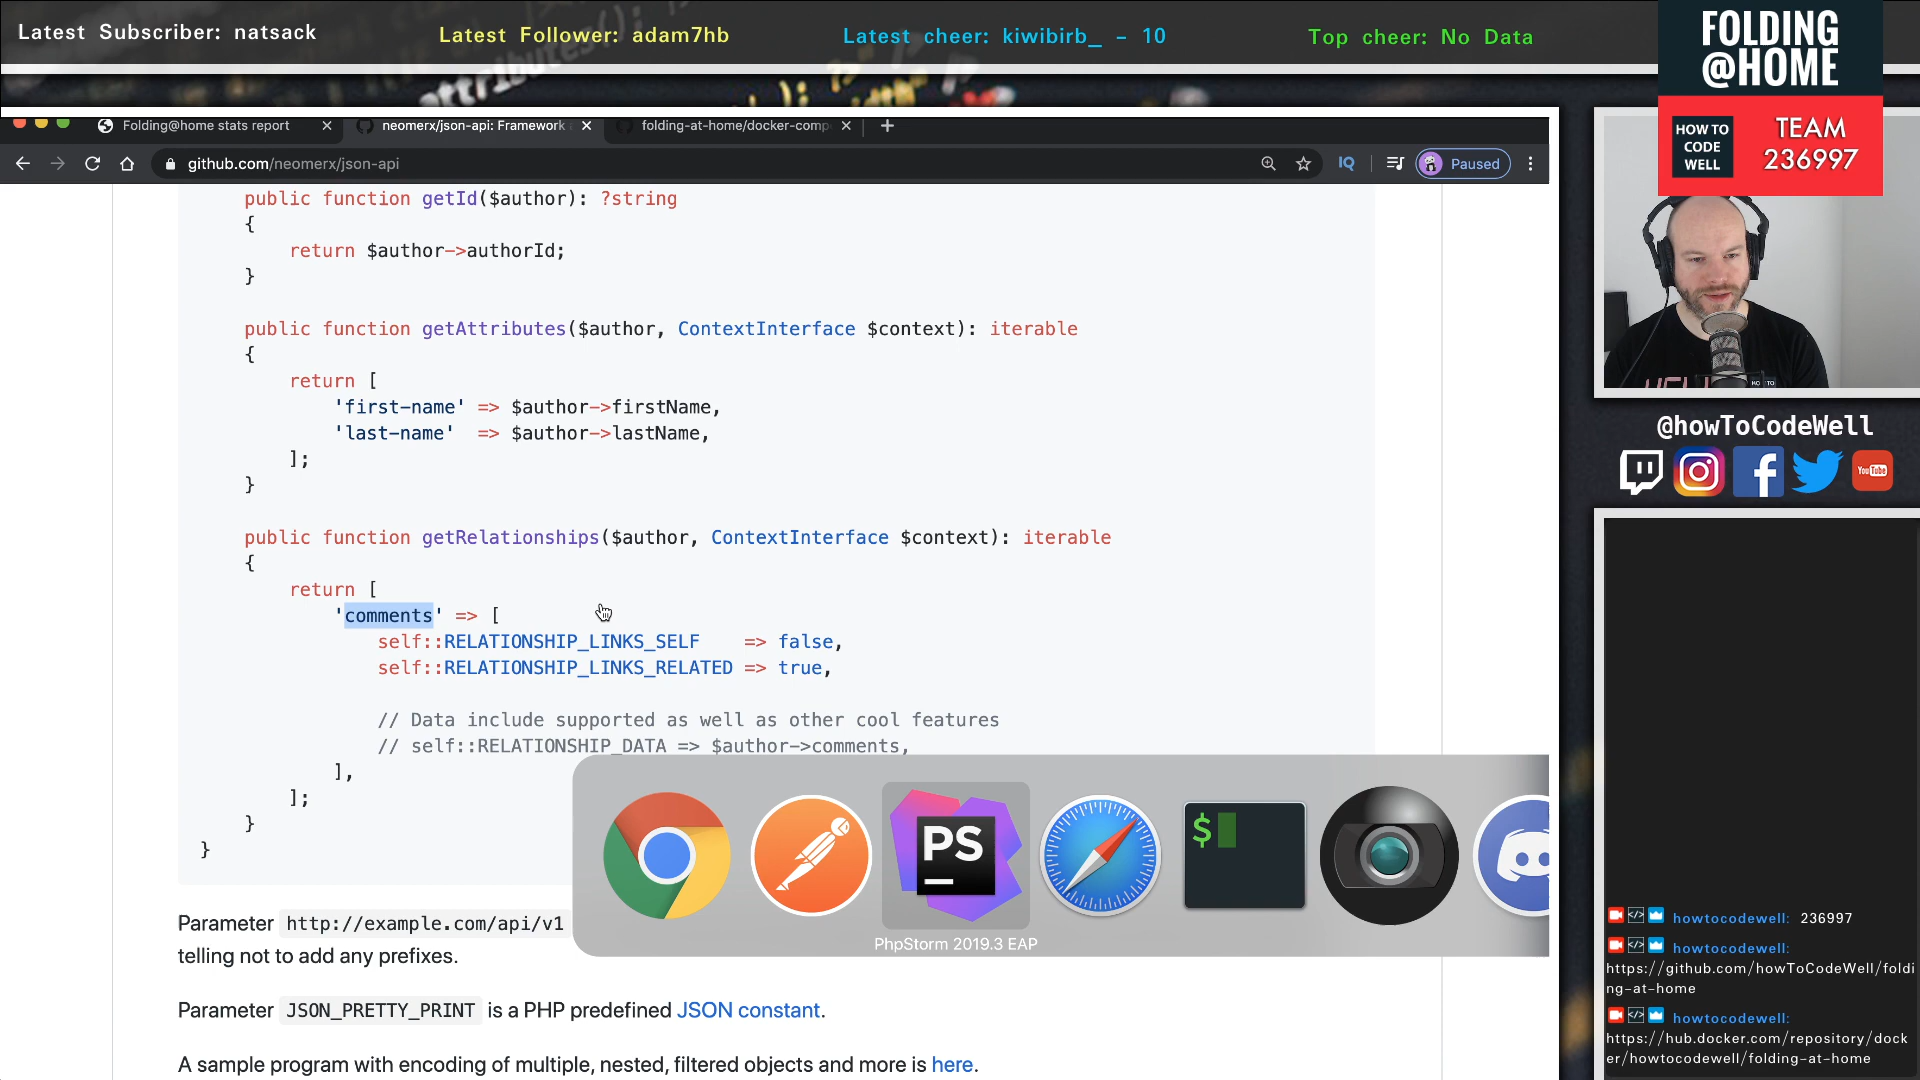 Latest Subscriber: natsack
Latest Follower: adam7hb
Latest cheer: kiwibirb_ - 10
Top cheer: No Data
FOLDING
@HOME
HOW TO
CODE
WELL
TEAM
236997
Folding@home stats report
neomerx/json-api: Framework
folding-at-home/docker-comp
github.com/neomerx/json-api
Paused
public function getId($author): ?string
{
return $author->authorId;
}
public function getAttributes($author, ContextInterface $context): iterable
{
return [
'first-name' => $author->firstName,
'last-name' => $author->lastName,
];
}
public function getRelationships($author, ContextInterface $context): iterable
{
return [
'comments' => [
self::RELATIONSHIP_LINKS_SELF => false,
self::RELATIONSHIP_LINKS_RELATED => true,
// Data include supported as well as other cool features
// self::RELATIONSHIP_DATA => $author->comments,
],
];
}
}
PS
$
PhpStorm 2019.3 EAP
Parameter http://example.com/api/v1
telling not to add any prefixes.
Parameter JSON_PRETTY_PRINT is a PHP predefined JSON constant.
A sample program with encoding of multiple, nested, filtered objects and more is here.
@howToCodeWell
You Tube
howtocodewell: 236997
howtocodewell:
https://github.com/howToCodeWell/foldi
ng-at-home
howtocodewell:
https://hub.docker.com/repository/dock
er/howtocodewell/folding-at-home